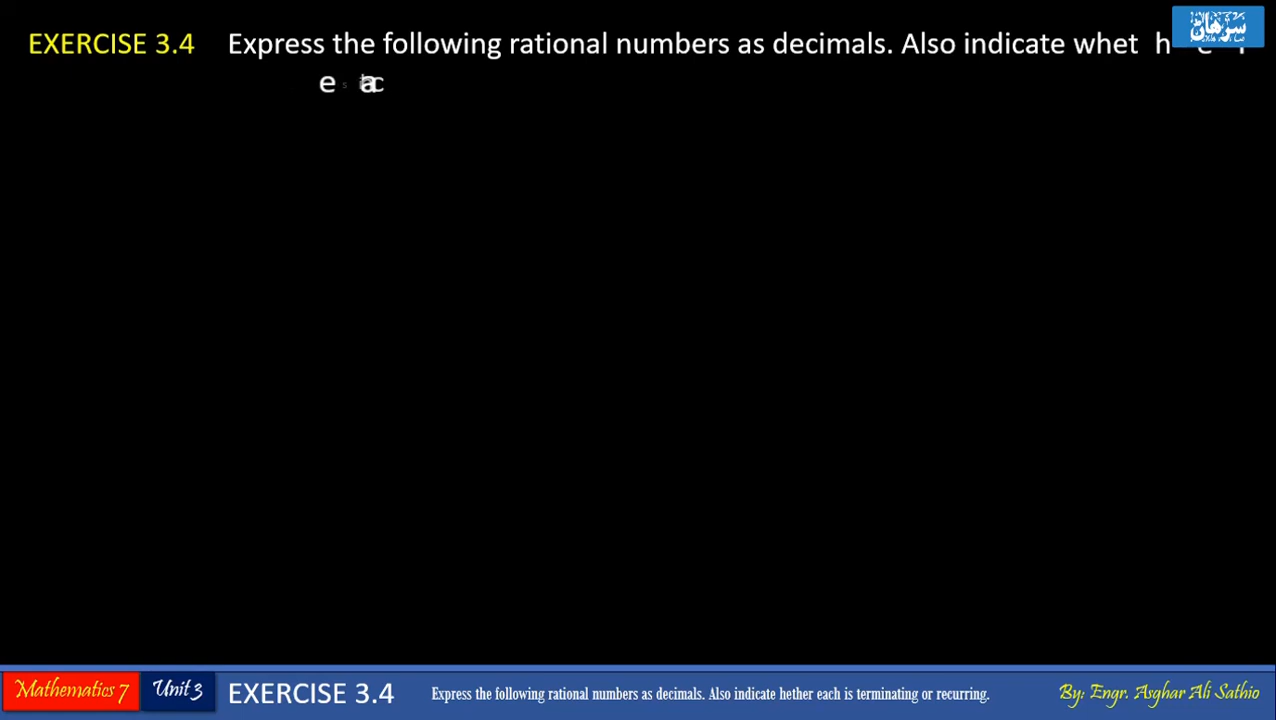 سرهاڻ
EXERCISE 3.4 Express the following rational numbers as decimals. Also indicate whet h e r
e a c
Mathematics 7 Unit 3 EXERCISE 3.4 Express the following rational numbers as decimals. Also indicate hether each is terminating or recurring. By: Engr. Asghar Ali Sathio